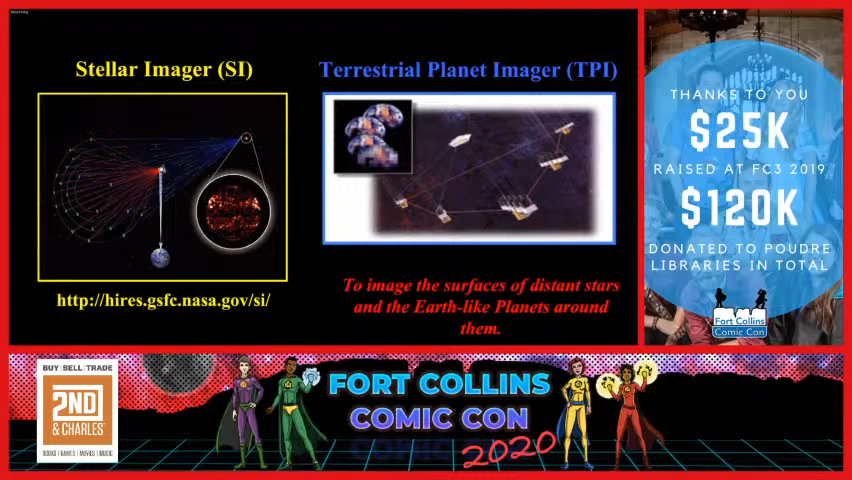 Stellar Imager (SI)
Terrestrial Planet Imager (TPI)
http://hires.gsfc.nasa.gov/si/
To image the surfaces of distant stars
and the Earth-like Planets around
them.
THANKS TO YOU
$25K
RAISED AT FC3 2019
$120K
DONATED TO POUDRE
LIBRARIES IN TOTAL
Fort Collins
Comic Con
BUY SELL TRADE
2ND
& CHARLES
BOOKS | GAMES | MOVIES | MUSIC
FORT COLLINS
COMIC CON
2020